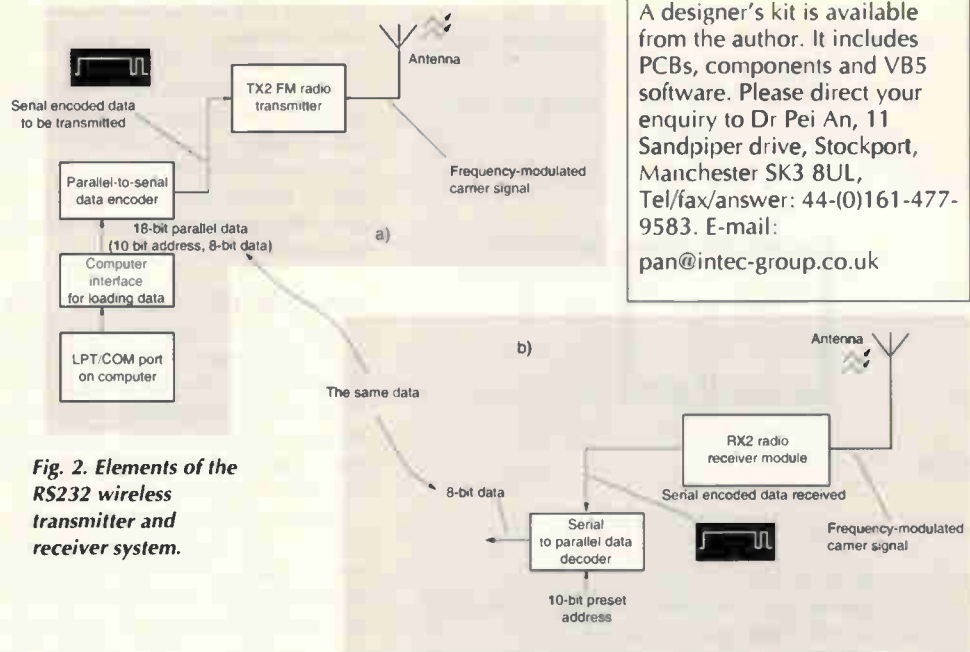 Antenna
TX2 FM radio
transmitter
Serial encoded data
to be transmitted
Frequency-modulated
carrier signal
Parallel-to-serial
data encoder
18-bit parallel data
(10 bit address, 8-bit data)
a)
Computer
interface
for loading data
LPT/COM port
on computer
A designer's kit is available
from the author. It includes
PCBs, components and VB5
software. Please direct your
enquiry to Dr Pei An, 11
Sandpiper drive, Stockport,
Manchester SK3 8UL,
Tel/fax/answer: 44-(0)161-477-
9583. E-mail:
pan@intec-group.co.uk
b)
Antenna
The same data
RX2 radio
receiver module
8-bit data
Serial encoded data received
Serial
to parallel data
decoder
Frequency-modulated
carrier signal
10-bit preset
address
Fig. 2. Elements of the
RS232 wireless
transmitter and
receiver system.